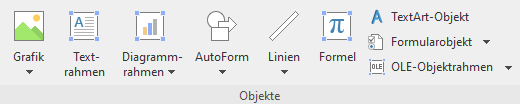 Grafik
Text-
rahmen
Diagramm-
rahmen
AutoForm
Linien
π
Formel
A TextArt-Objekt
Formularobjekt
OLE OLE-Objektrahmen
Objekte